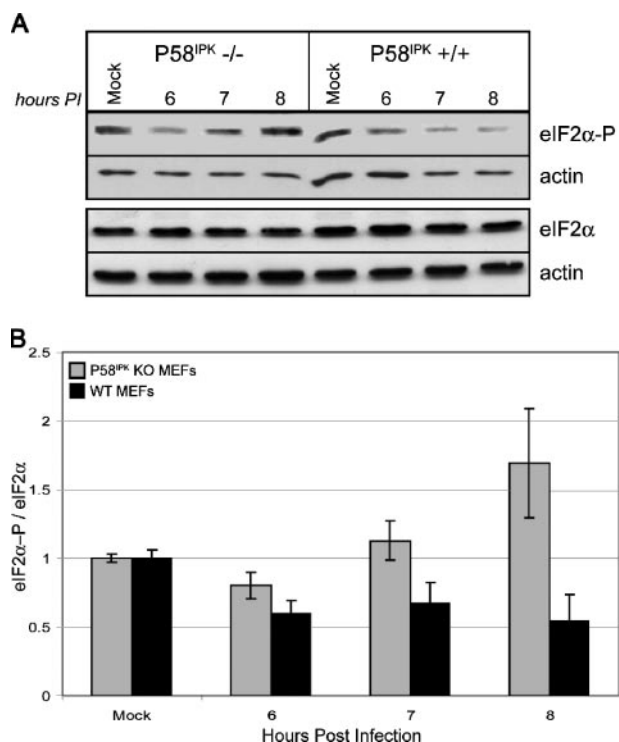 A
P58IPK -/- P58IPK +/+
hours PI Mock 6 7 8 Mock 6 7 8
eIF2α-P
actin
eIF2α
actin
B
2.5
2
1.5
1
0.5
0
eIF2α–P / eIF2α
P58IPK KO MEFs
WT MEFs
Mock 6 7 8
Hours Post Infection